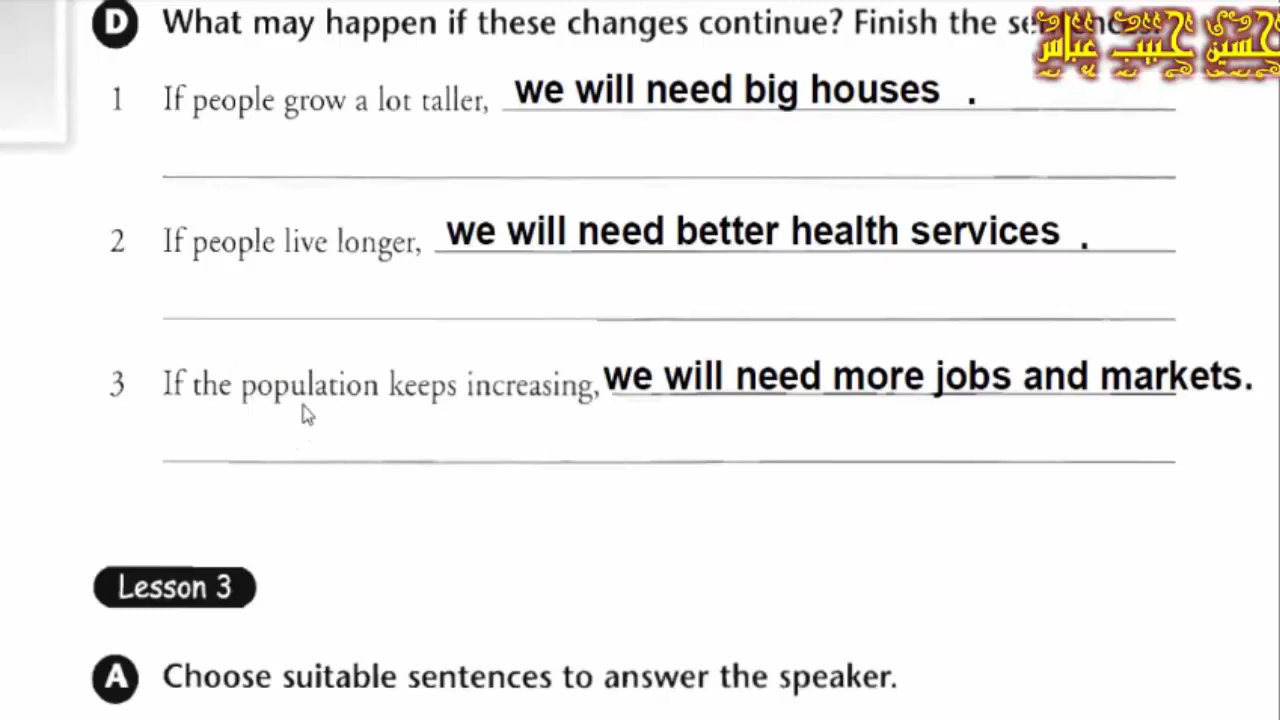 D What may happen if these changes continue? Finish the
حسين حبيب عباس
1 If people grow a lot taller, we will need big houses .
2 If people live longer, we will need better health services .
3 If the population keeps increasing, we will need more jobs and markets.
Lesson 3
A Choose suitable sentences to answer the speaker.